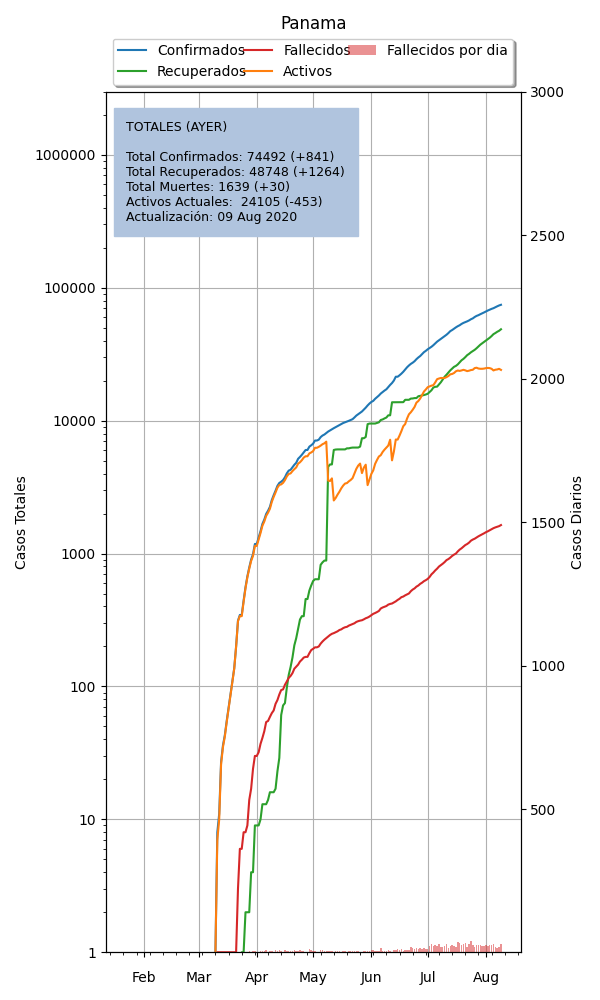 Panama
Confirmados Fallecidos Fallecidos por dia
Recuperados Activos
TOTALES (AYER)
Total Confirmados: 74492 (+841)
Total Recuperados: 48748 (+1264)
Total Muertes: 1639 (+30)
Activos Actuales:  24105 (-453)
Actualización: 09 Aug 2020
Casos Totales
1000000
100000
10000
1000
100
10
1
Casos Diarios
3000
2500
2000
1500
1000
500
Feb Mar Apr May Jun Jul Aug